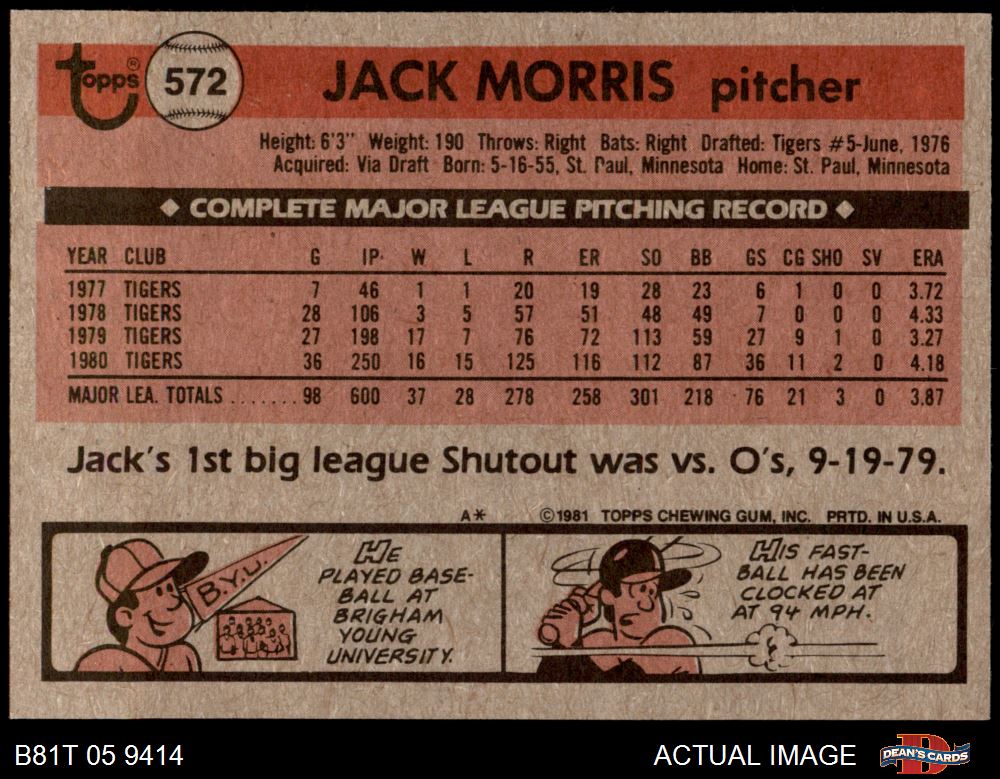 Topps® 572 JACK MORRIS pitcher
Height: 6'3" Weight: 190 Throws: Right Bats: Right Drafted: Tigers #5-June, 1976
Acquired: Via Draft Born: 5-16-55, St. Paul, Minnesota Home: St. Paul, Minnesota
◆ COMPLETE MAJOR LEAGUE PITCHING RECORD ◆
YEAR CLUB G IP. W L R ER SO BB GS CG SHO SV ERA
1977 TIGERS 7 46 1 1 20 19 28 23 6 1 0 0 3.72
1978 TIGERS 28 106 3 5 57 51 48 49 7 0 0 0 4.33
1979 TIGERS 27 198 17 7 76 72 113 59 27 9 1 0 3.27
1980 TIGERS 36 250 16 15 125 116 112 87 36 11 2 0 4.18
MAJOR LEA. TOTALS ....... 98 600 37 28 278 258 301 218 76 21 3 0 3.87
Jack's 1st big league Shutout was vs. O's, 9-19-79.
A* ©1981 TOPPS CHEWING GUM, INC. PRTD. IN U.S.A.
B.Y.U.
HE
PLAYED BASE-
BALL AT
BRIGHAM
YOUNG
UNIVERSITY.
HIS FAST-
BALL HAS BEEN
CLOCKED AT
AT 94 MPH.
B81T 05 9414 ACTUAL IMAGE DEAN'S CARDS